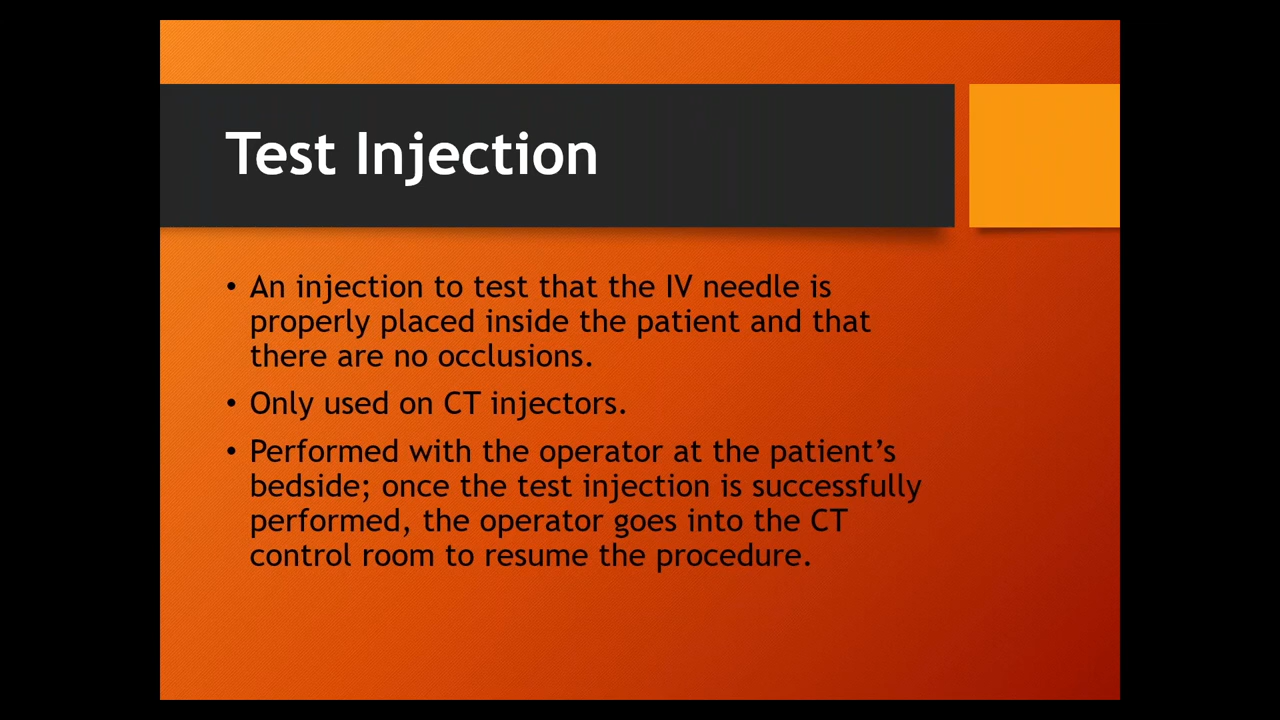 Test Injection
• An injection to test that the IV needle is
properly placed inside the patient and that
there are no occlusions.
• Only used on CT injectors.
• Performed with the operator at the patient’s
bedside; once the test injection is successfully
performed, the operator goes into the CT
control room to resume the procedure.